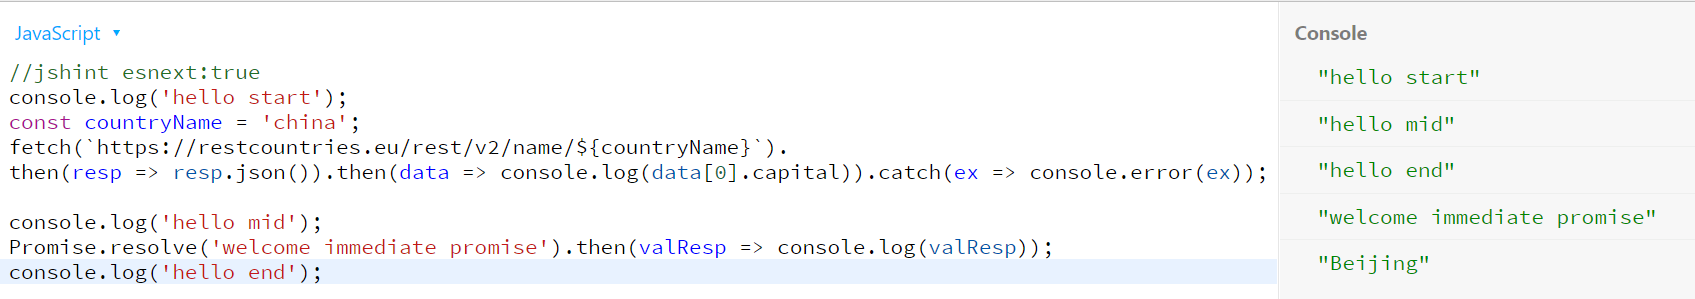 JavaScript ▾
//jshint esnext:true
console.log('hello start');
const countryName = 'china';
fetch(`https://restcountries.eu/rest/v2/name/${countryName}`).
then(resp => resp.json()).then(data => console.log(data[0].capital)).catch(ex => console.error(ex));
console.log('hello mid');
Promise.resolve('welcome immediate promise').then(valResp => console.log(valResp));
console.log('hello end');
Console
"hello start"
"hello mid"
"hello end"
"welcome immediate promise"
"Beijing"